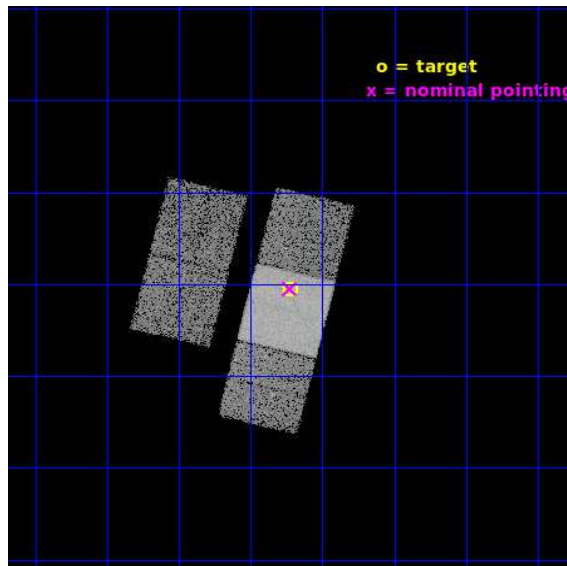 o = target
x = nominal pointing